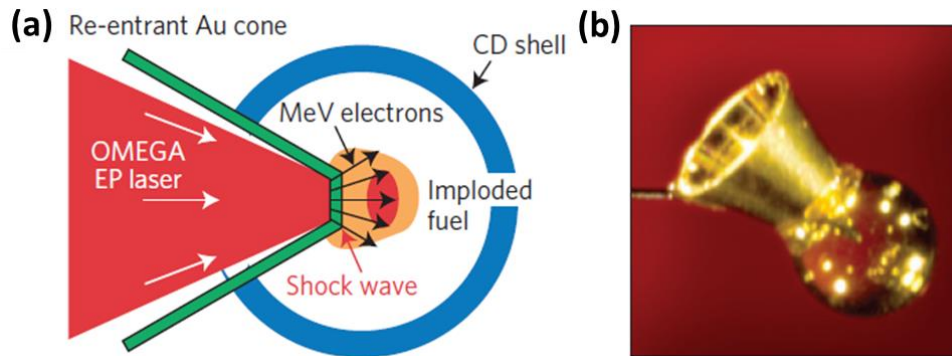 (a)
Re-entrant Au cone
CD shell
MeV electrons
OMEGA
EP laser
Imploded
fuel
Shock wave
(b)